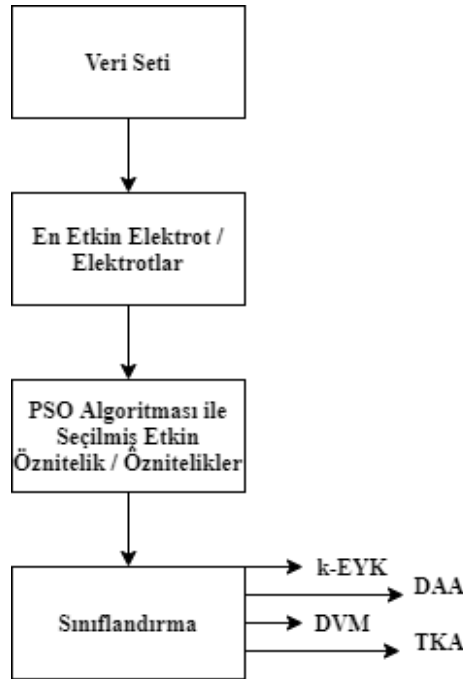 Veri Seti
En Etkin Elektrot /
Elektrotlar
PSO Algoritması ile
Seçilmiş Etkin
Öznitelik / Öznitelikler
Sınıflandırma
k-EYK
DAA
DVM
TKA